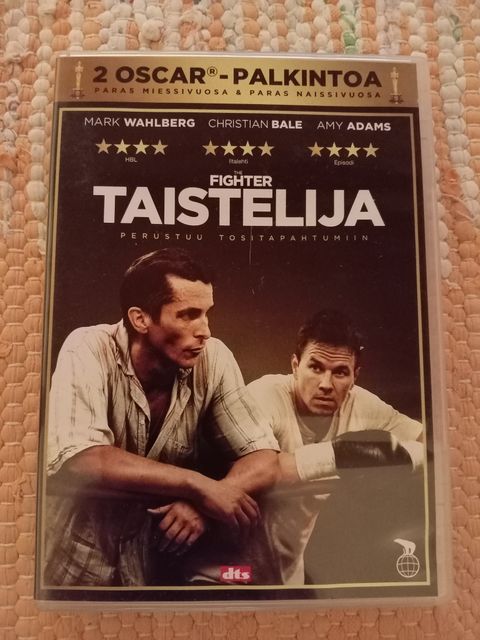 2 OSCAR®-PALKINTOA
PARAS MIESSIVUOSA & PARAS NAISSIVUOSA
MARK WAHLBERG CHRISTIAN BALE AMY ADAMS
HBL Iltalehti Episodi
THE
FIGHTER
TAISTELIJA
PERUSTUU TOSITAPAHTUMIIN
dts